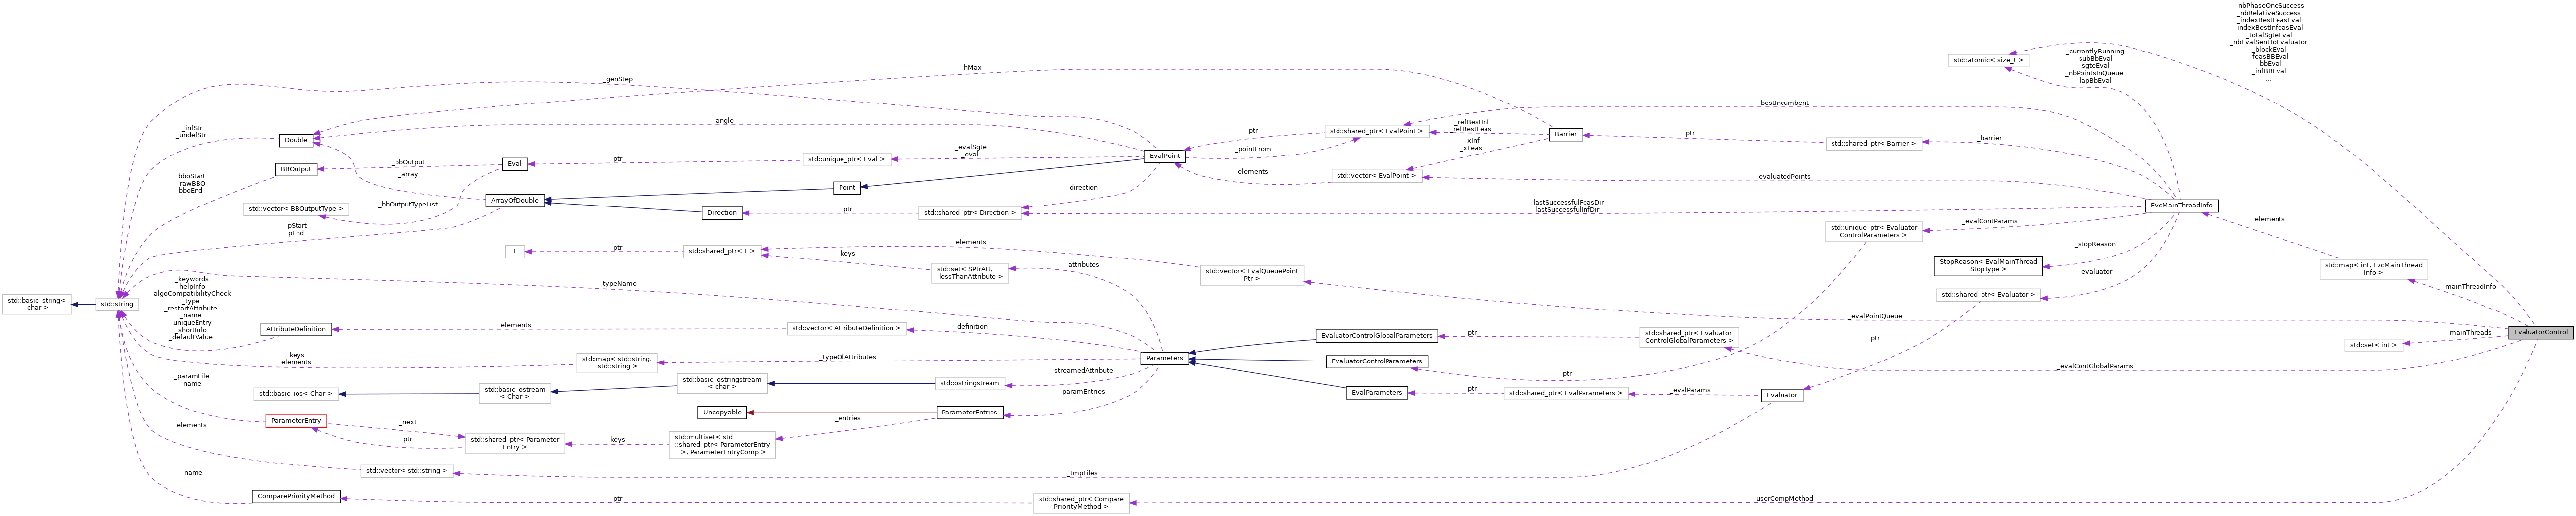 _nbPhaseOneSuccess
_nbRelativeSuccess
_indexBestFeasEval
_indexBestInfeasEval
_totalSgteEval
_nbEvalSentToEvaluator
_blockEval
_feasBBEval
_bbEval
_infBBEval
...
_currentlyRunning
_subBbEval
_sgteEval
_nbPointsInQueue
_lapBbEval
std::atomic< size_t >
_hMax
_genStep
_bestIncumbent
_angle
_infStr
_undefStr
Double
_refBestInf
_refBestFeas
std::shared_ptr< EvalPoint >
ptr
Barrier
ptr
std::shared_ptr< Barrier >
_barrier
_xInf
_xFeas
_pointFrom
_evalSgte
_eval
EvalPoint
std::unique_ptr< Eval >
ptr
Eval
_bbOutput
BBOutput
_array
bboStart
_rawBBO
bboEnd
elements
std::vector< EvalPoint >
_evaluatedPoints
_direction
Point
ArrayOfDouble
_bbOutputTypeList
std::vector< BBOutputType >
Direction
ptr
std::shared_ptr< Direction >
_lastSuccessfulFeasDir
_lastSuccessfulInfDir
EvcMainThreadInfo
elements
_evalContParams
std::unique_ptr< Evaluator
ControlParameters >
pStart
pEnd
T
ptr
std::shared_ptr< T >
elements
keys
_stopReason
StopReason< EvalMainThread
StopType >
std::map< int, EvcMainThread
Info >
_attributes
std::set< SPtrAtt,
lessThanAttribute >
std::vector< EvalQueuePoint
Ptr >
_evaluator
_typeName
_mainThreadInfo
std::shared_ptr< Evaluator >
_keywords
_helpInfo
_algoCompatibilityCheck
_type
_restartAttribute
_name
_uniqueEntry
_shortInfo
_defaultValue
std::basic_string<
char >
std::string
_evalPointQueue
AttributeDefinition
elements
std::vector< AttributeDefinition >
_definition
EvaluatorControlGlobalParameters
ptr
std::shared_ptr< Evaluator
ControlGlobalParameters >
ptr
EvaluatorControl
_mainThreads
std::set< int >
keys
elements
std::map< std::string,
std::string >
_typeOfAttributes
Parameters
EvaluatorControlParameters
_evalContGlobalParams
ptr
_streamedAttribute
_paramFile
_name
std::basic_ios< Char >
std::basic_ostream
< Char >
std::basic_ostringstream
< char >
std::ostringstream
_paramEntries
EvalParameters
ptr
std::shared_ptr< EvalParameters >
_evalParams
Evaluator
Uncopyable
ParameterEntries
_entries
ParameterEntry
_next
ptr
std::shared_ptr< Parameter
Entry >
keys
std::multiset< std
::shared_ptr< ParameterEntry
>, ParameterEntryComp >
elements
std::vector< std::string >
_tmpFiles
_name
ComparePriorityMethod
ptr
std::shared_ptr< Compare
PriorityMethod >
_userCompMethod